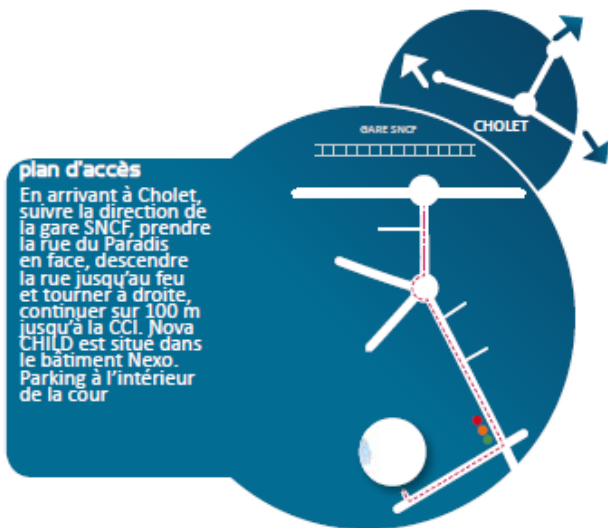 CHOLET
GARE SNCF
plan d'accès
En arrivant à Cholet,
suivre la direction de
la gare SNCF, prendre
la rue du Paradis
en face, descendre
la rue jusqu'au feu
et tourner à droite,
continuer sur 100 m
jusqu'à la CCI. Nova
CHILD est situé dans
le bâtiment Nexo.
Parking à l'intérieur
de la cour